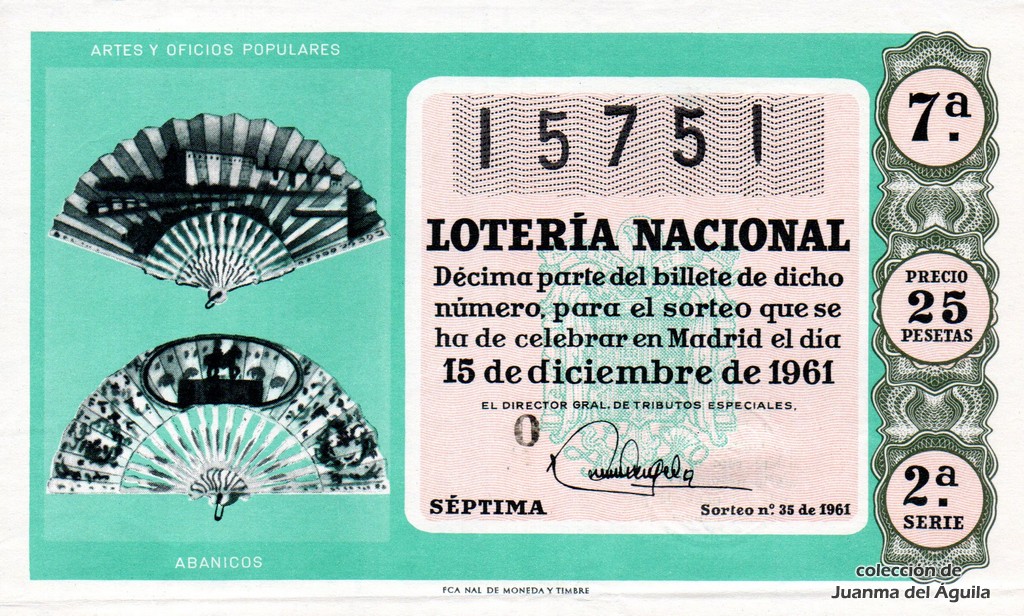 ARTES Y OFICIOS POPULARES
ABANICOS
15751
LOTERÍA NACIONAL
Décima parte del billete de dicho
número, para el sorteo que se
ha de celebrar en Madrid el día
15 de diciembre de 1961
EL DIRECTOR GRAL. DE TRIBUTOS ESPECIALES,
0
SÉPTIMA
Sorteo nº. 35 de 1961
7ª.
PRECIO
25
PESETAS
2ª.
SERIE
FCA NAL DE MONEDA Y TIMBRE
colección de
Juanma del Águila